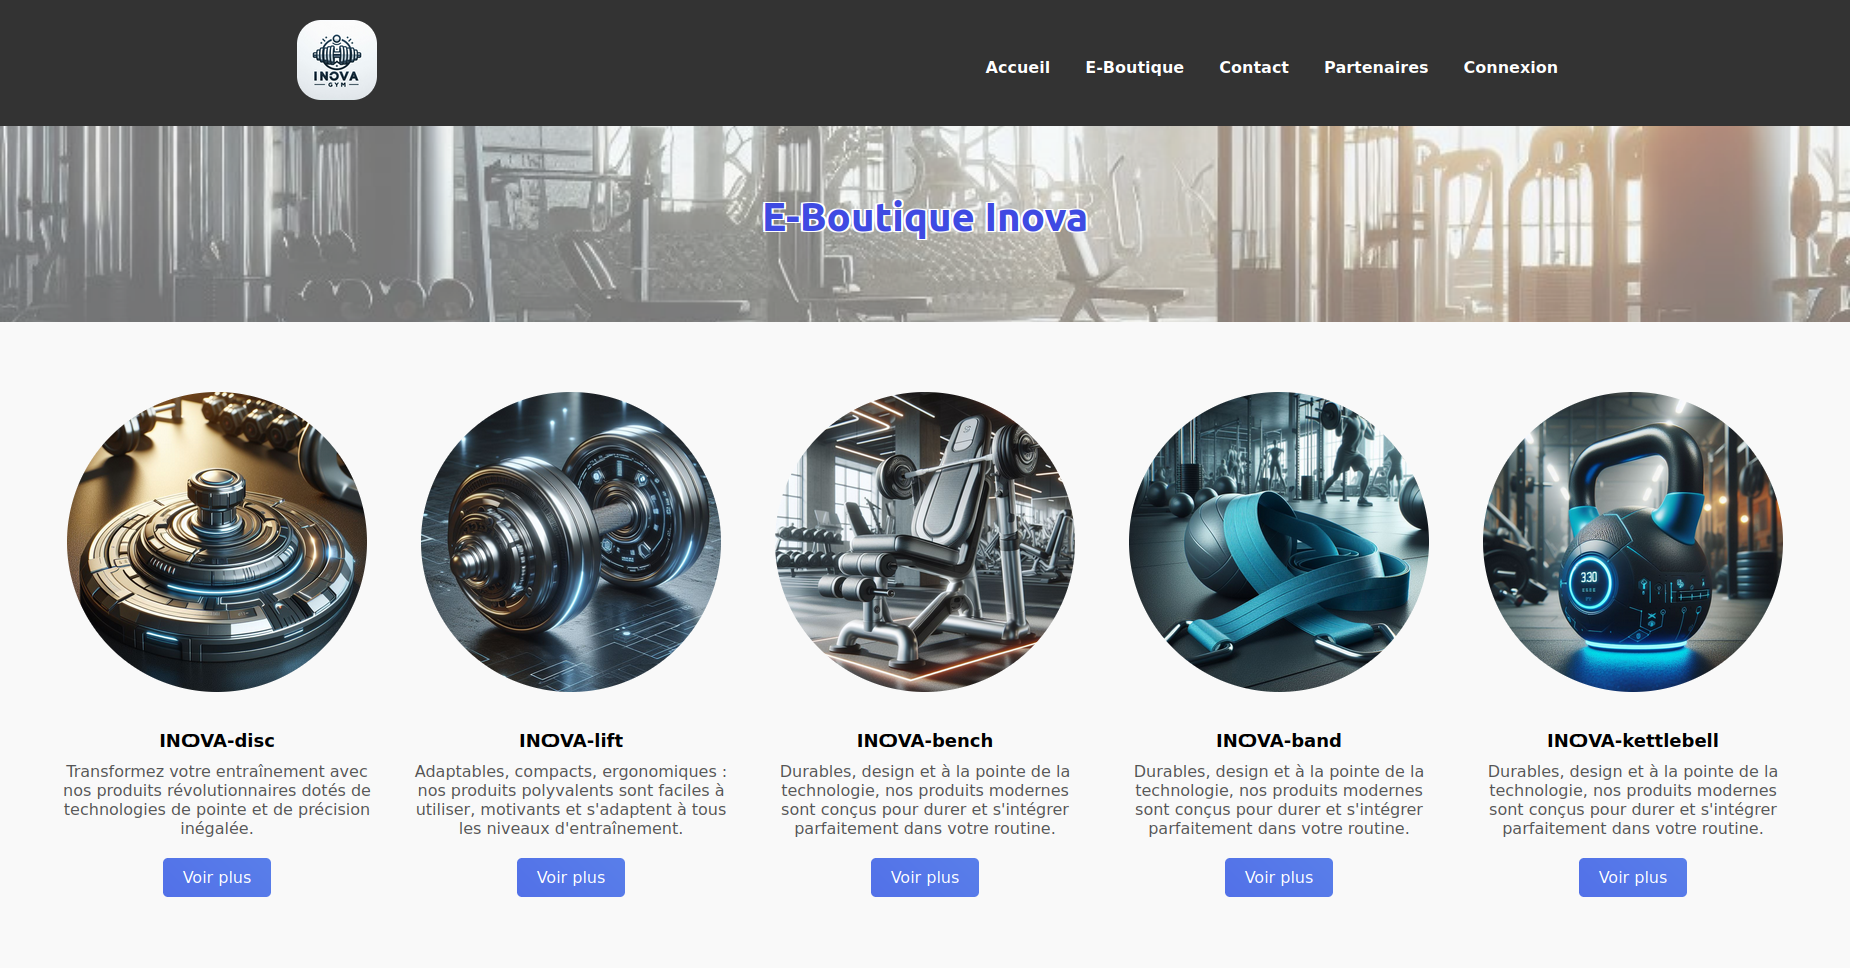 INOVA
GYM
Accueil E-Boutique Contact Partenaires Connexion
E-Boutique Inova
330
INOVA-disc
Transformez votre entraînement avec
nos produits révolutionnaires dotés de
technologies de pointe et de précision
inégalée.
Voir plus
INOVA-lift
Adaptables, compacts, ergonomiques :
nos produits polyvalents sont faciles à
utiliser, motivants et s'adaptent à tous
les niveaux d'entraînement.
Voir plus
INOVA-bench
Durables, design et à la pointe de la
technologie, nos produits modernes
sont conçus pour durer et s'intégrer
parfaitement dans votre routine.
Voir plus
INOVA-band
Durables, design et à la pointe de la
technologie, nos produits modernes
sont conçus pour durer et s'intégrer
parfaitement dans votre routine.
Voir plus
INOVA-kettlebell
Durables, design et à la pointe de la
technologie, nos produits modernes
sont conçus pour durer et s'intégrer
parfaitement dans votre routine.
Voir plus